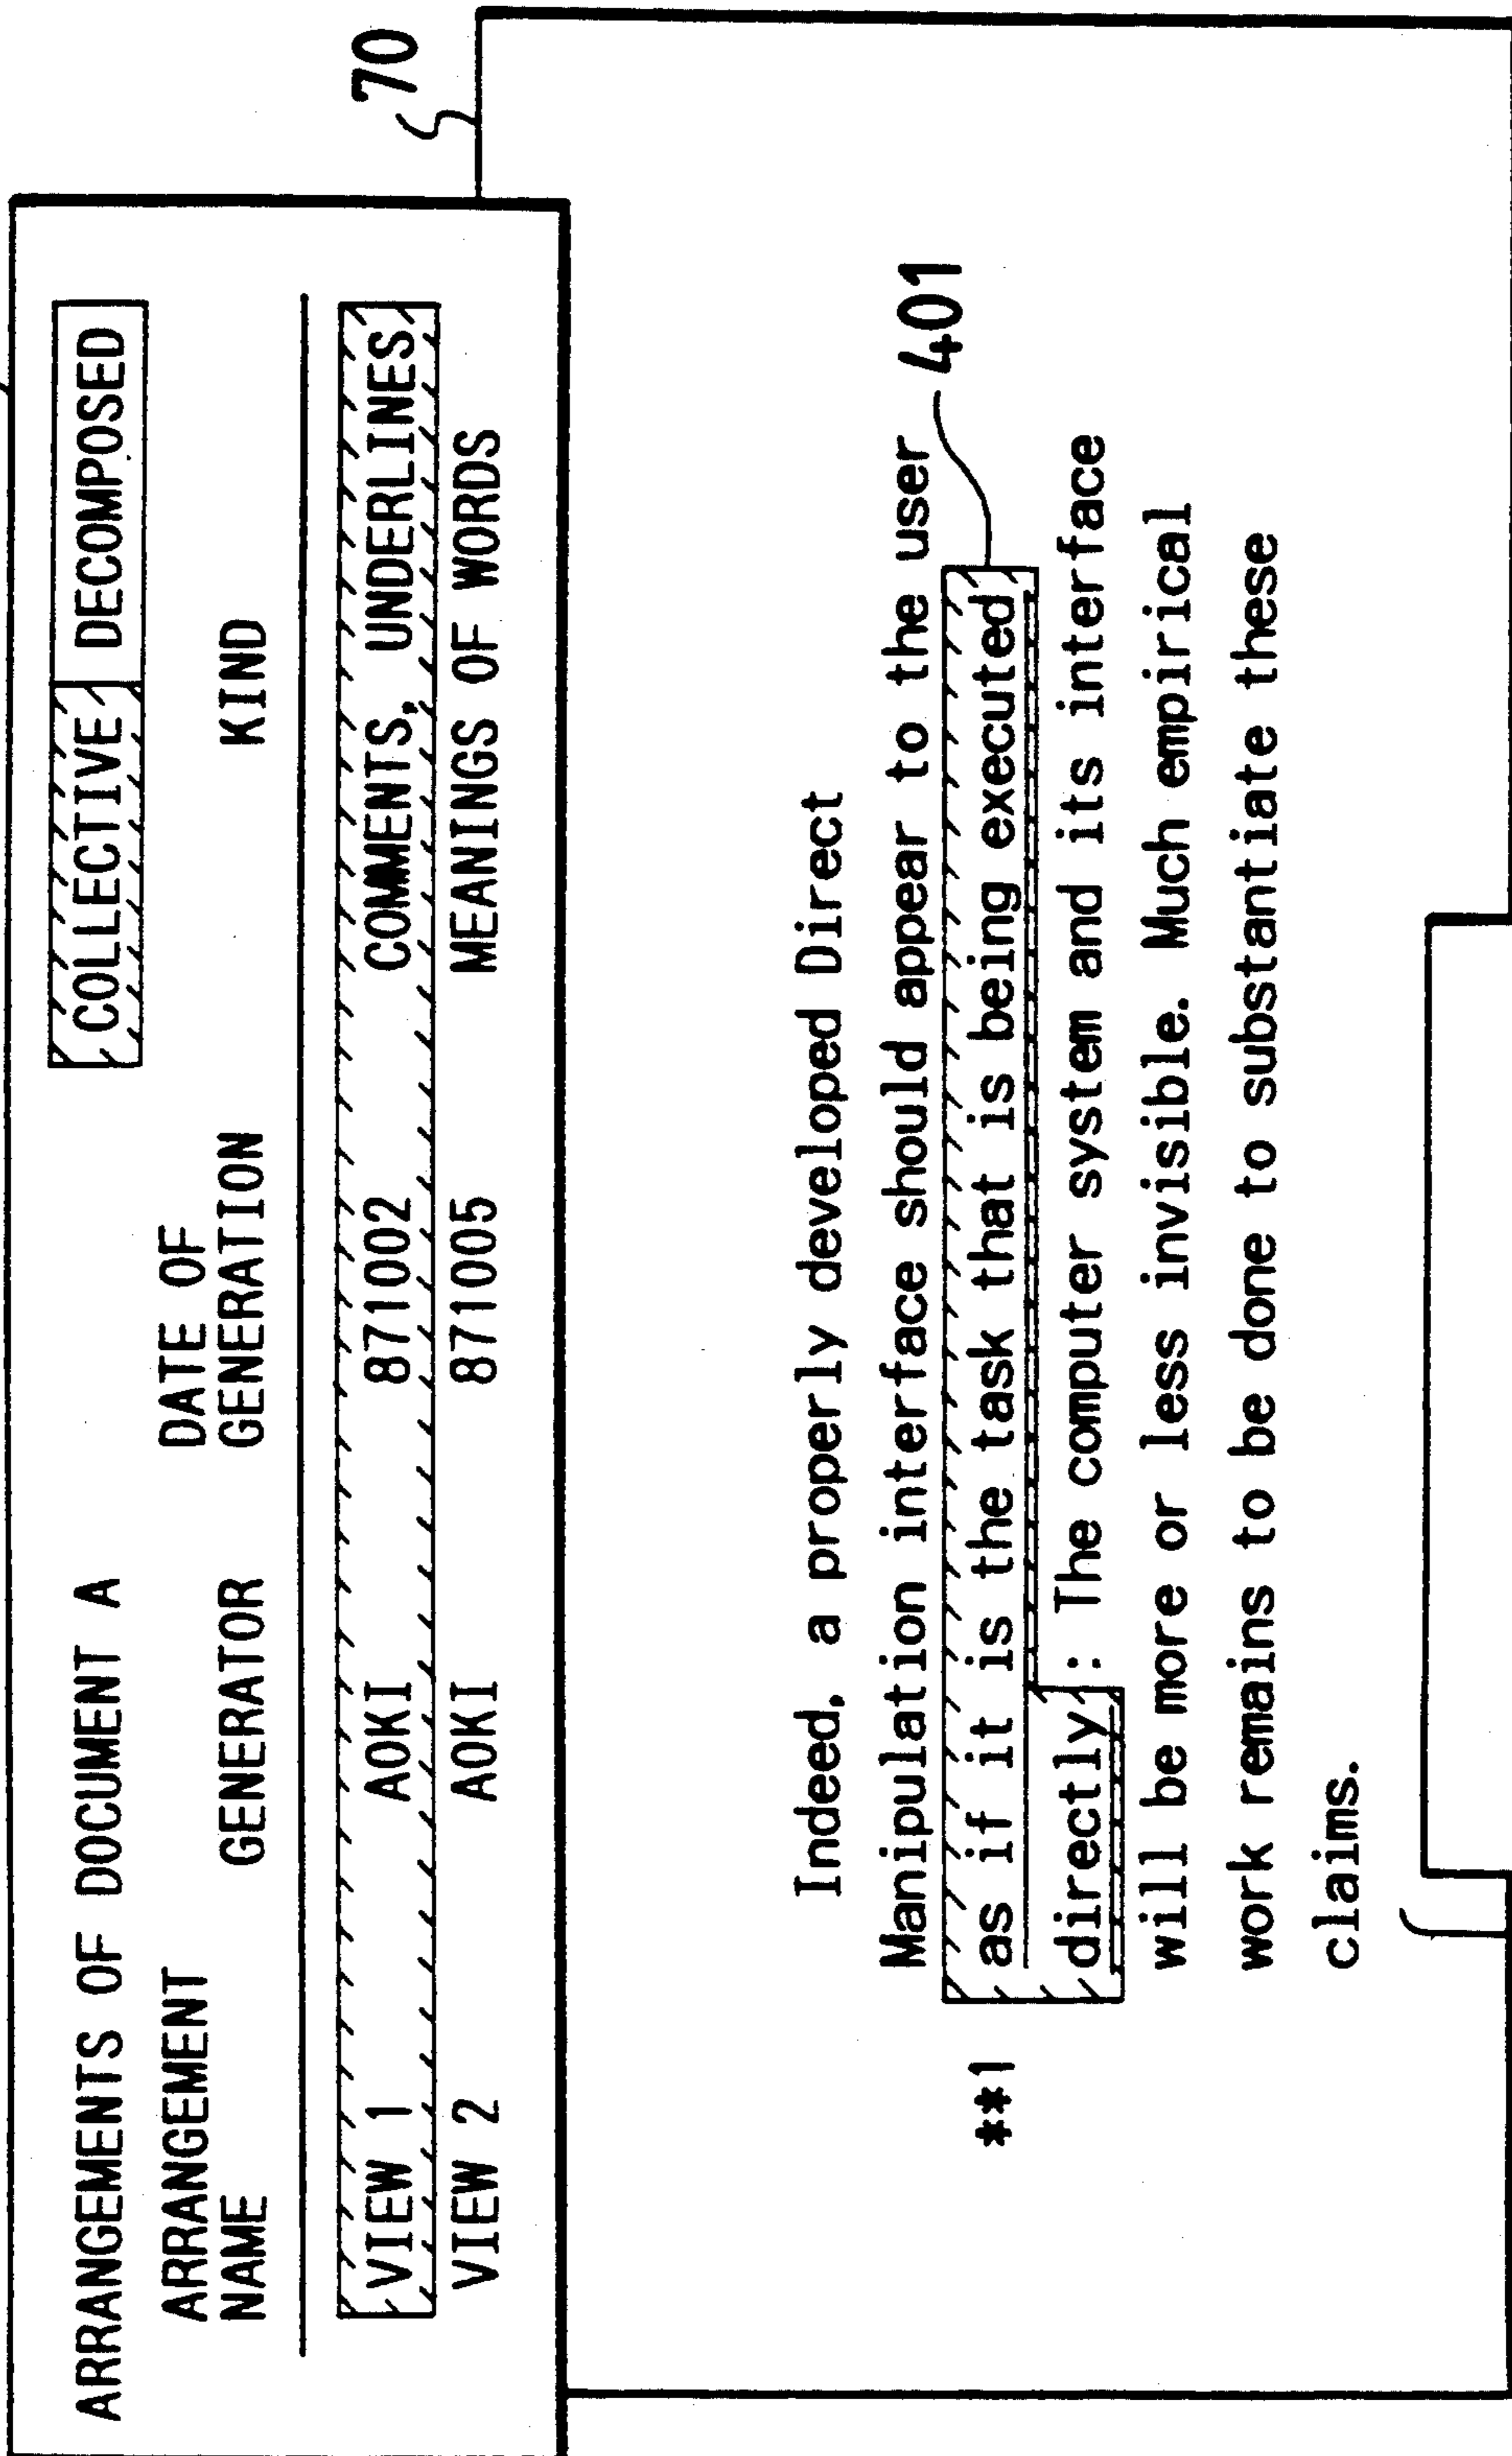 ARRANGEMENTS OF DOCUMENT A
COLLECTIVE DECOMPOSED
ARRANGEMENT NAME
GENERATOR
DATE OF GENERATION
KIND
VIEW 1 AOKI 871002 COMMENTS, UNDERLINES
VIEW 2 AOKI 871005 MEANINGS OF WORDS
70
Indeed, a properly developed Direct
Manipulation interface should appear to the user
**1 as if it is the task that is being executed
401
directly: The computer system and its interface
will be more or less invisible. Much empirical
work remains to be done to substantiate these
claims.